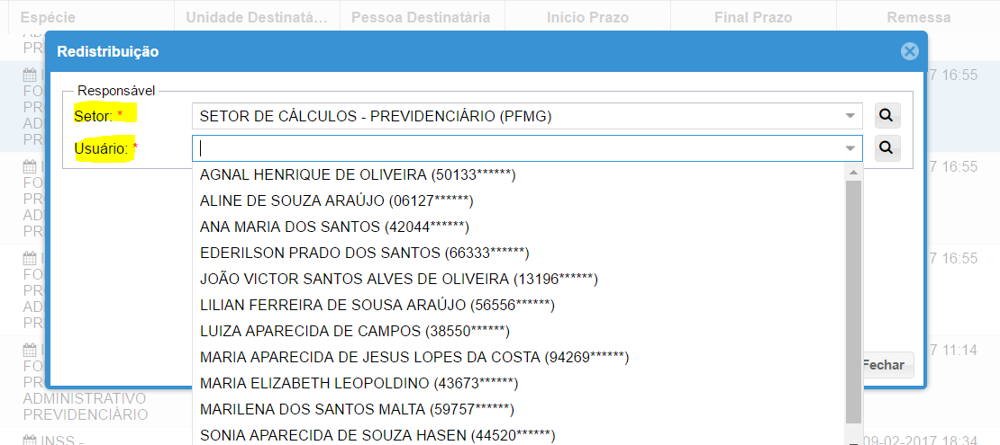 Espécie Unidade Destinatá... Pessoa Destinatária Início Prazo Final Prazo Remessa
Redistribuição
Responsável
Setor: * SETOR DE CÁLCULOS - PREVIDENCIÁRIO (PFMG)
Usuário: *
AGNAL HENRIQUE DE OLIVEIRA (50133******)
ALINE DE SOUZA ARAÚJO (06127******)
ANA MARIA DOS SANTOS (42044******)
EDERILSON PRADO DOS SANTOS (66333******)
JOÃO VICTOR SANTOS ALVES DE OLIVEIRA (13196******)
LILIAN FERREIRA DE SOUSA ARAÚJO (56556******)
LUIZA APARECIDA DE CAMPOS (38550******)
MARIA APARECIDA DE JESUS LOPES DA COSTA (94269******)
MARIA ELIZABETH LEOPOLDINO (43673******)
MARILENA DOS SANTOS MALTA (59757******)
SONIA APARECIDA DE SOUZA HASEN (44520******)
Fechar
7 16:55
7 16:55
7 16:55
7 11:14
ADMINISTRATIVO
PREVIDENCIÁRIO
INSS - 09-02-2017 18:34